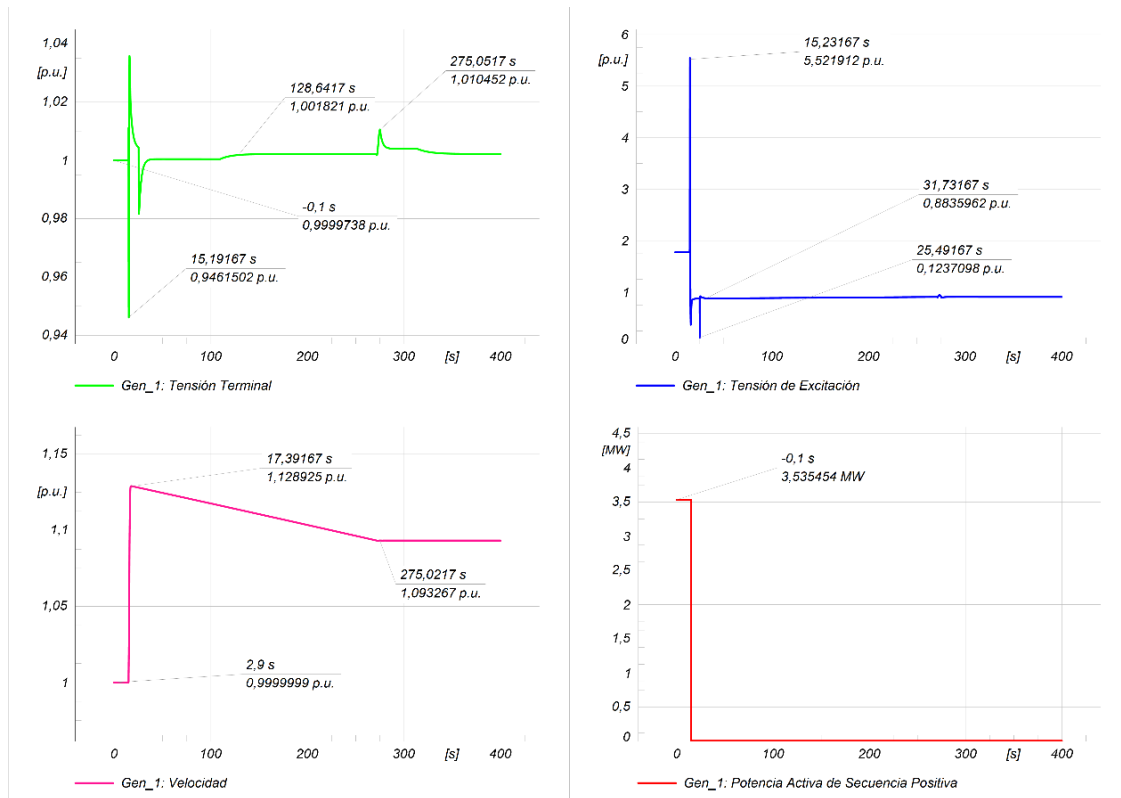 1,04
[p.u.]
1,02
1
0,98
0,96
0,94
275,0517 s
1,010452 p.u.
128,6417 s
1,001821 p.u.
-0,1 s
0,9999738 p.u.
15,19167 s
0,9461502 p.u.
0 100 200 300 [s] 400
Gen_1: Tensión Terminal
6
[p.u.]
5
4
3
2
1
0
15,23167 s
5,521912 p.u.
31,73167 s
0,8835962 p.u.
25,49167 s
0,1237098 p.u.
0 100 200 300 [s] 400
Gen_1: Tensión de Excitación
1,15
[p.u.]
1,1
1,05
1
17,39167 s
1,128925 p.u.
275,0217 s
1,093267 p.u.
2,9 s
0,9999999 p.u.
0 100 200 300 [s] 400
Gen_1: Velocidad
4,5
[MW]
4
3,5
3
2,5
2
1,5
1
0,5
0
-0,1 s
3,535454 MW
0 100 200 300 [s] 400
Gen_1: Potencia Activa de Secuencia Positiva